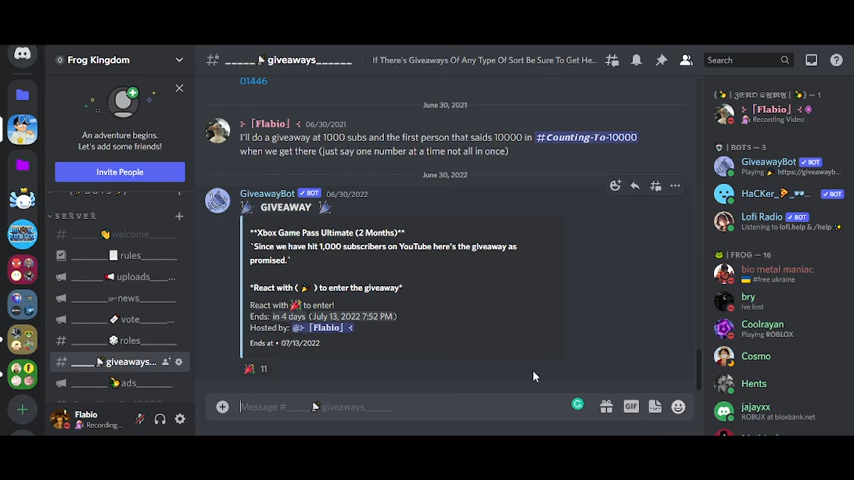 Frog Kingdom
An adventure begins.
Let's add some friends!
Invite People
SERVER
welcome
rules
uploads
news
vote
roles
giveaways...
ads
Flabio
Recording...
giveaways
If There's Giveaways Of Any Type Of Sort Be Sure To Get He...
Search
01446
June 30, 2021
「Flabio」 06/30/2021
I'll do a giveaway at 1000 subs and the first person that saids 10000 in #Counting-To-10000
when we get there (just say one number at a time not all in once)
June 30, 2022
GiveawayBot BOT 06/30/2022
GIVEAWAY
**Xbox Game Pass Ultimate (2 Months)**
`Since we have hit 1,000 subscribers on YouTube here's the giveaway as
promised.`
*React with ( ) to enter the giveaway*
React with to enter!
Ends: in 4 days (July 13, 2022 7:52 PM)
Hosted by: @「Flabio」
Ends at • 07/13/2022
11
Message # giveaways
GIF
「Flabio」
Recording Video
BOTS — 3
GiveawayBot BOT
Playing https://giveaway...
HaCKer_ BOT
Lofi Radio BOT
Listening to lofi.help & /help
FROG — 16
bio metal maniac
#free ukraine
bry
ive lost
Coolrayan
Playing ROBLOX
Cosmo
Hents
jajayxx
ROBUX at bloxbank.net